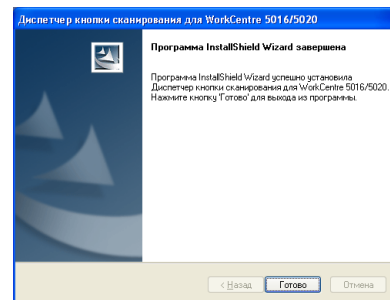 Диспетчер кнопки сканирования для WorkCentre 5016/5020
Программа InstallShield Wizard завершена
Программа InstallShield Wizard успешно установила
Диспетчер кнопки сканирования для WorkCentre 5016/5020.
Нажмите кнопку 'Готово' для выхода из программы.
< Назад
Готово
Отмена